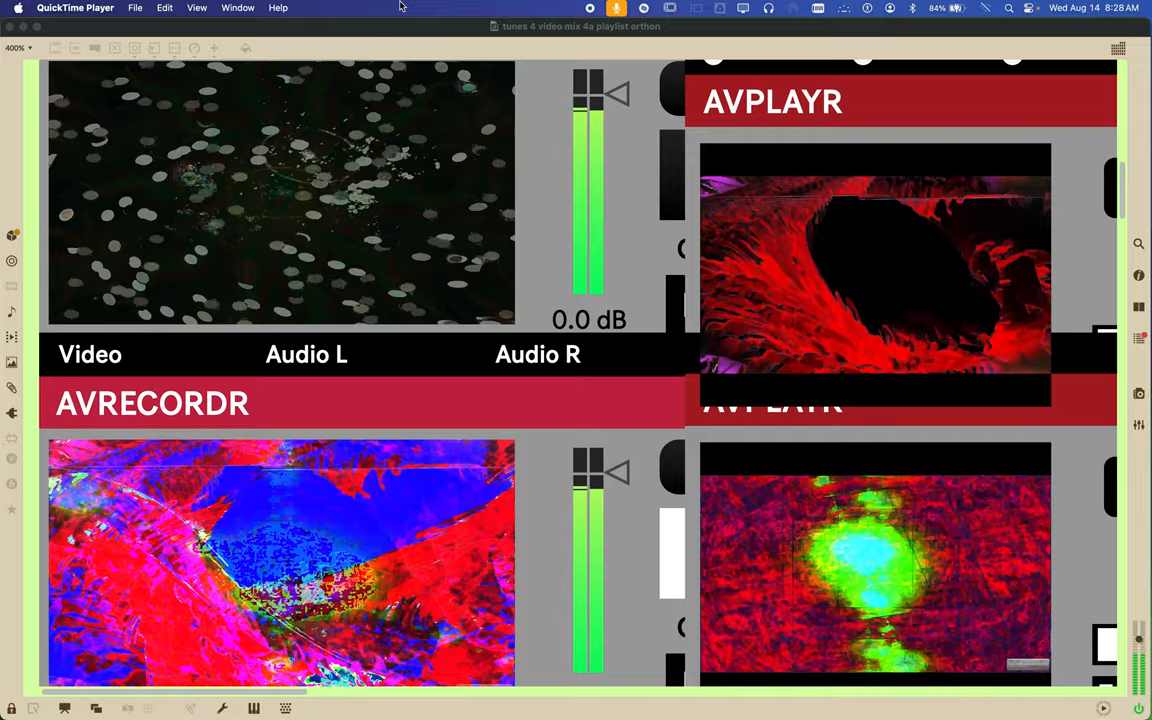 QuickTime Player File Edit View Window Help 84% Wed Aug 14 8:28 AM
tunes 4 video mix 4a playlist orthon
400%
AVPLAYR
0.0 dB
Video Audio L Audio R
AVRECORDR